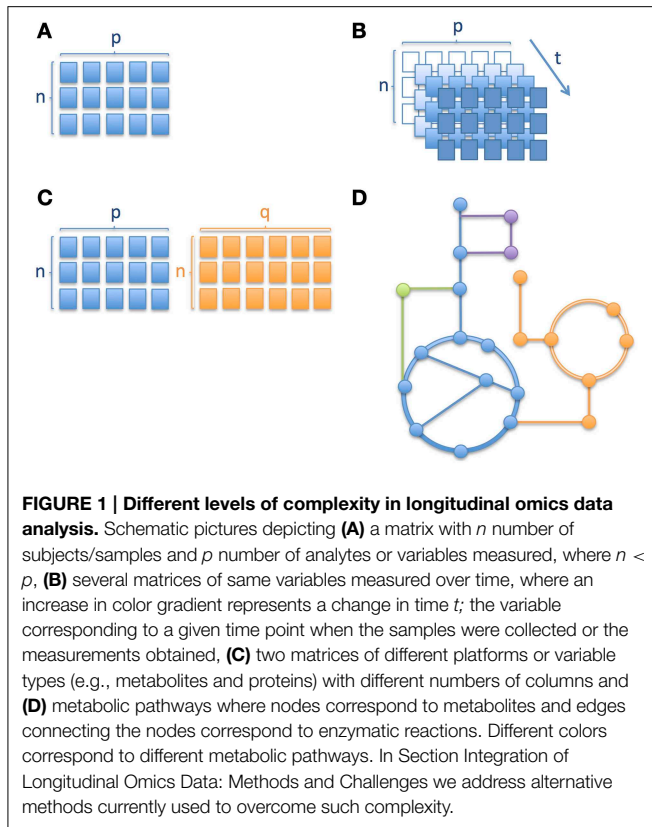 A
p
n
B
p
t
n
C
p
q
n
n
D
FIGURE 1 | Different levels of complexity in longitudinal omics data
analysis. Schematic pictures depicting (A) a matrix with n number of
subjects/samples and p number of analytes or variables measured, where n <
p, (B) several matrices of same variables measured over time, where an
increase in color gradient represents a change in time t; the variable
corresponding to a given time point when the samples were collected or the
measurements obtained, (C) two matrices of different platforms or variable
types (e.g., metabolites and proteins) with different numbers of columns and
(D) metabolic pathways where nodes correspond to metabolites and edges
connecting the nodes correspond to enzymatic reactions. Different colors
correspond to different metabolic pathways. In Section Integration of
Longitudinal Omics Data: Methods and Challenges we address alternative
methods currently used to overcome such complexity.